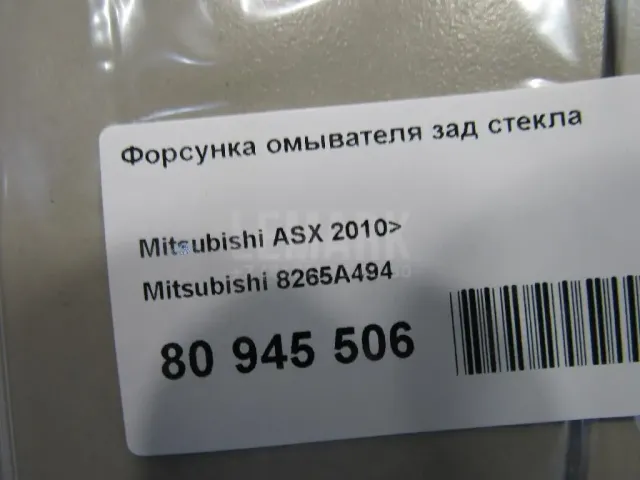 Форсунка омывателя зад стекла
Mitsubishi ASX 2010>
Mitsubishi 8265A494
80 945 506